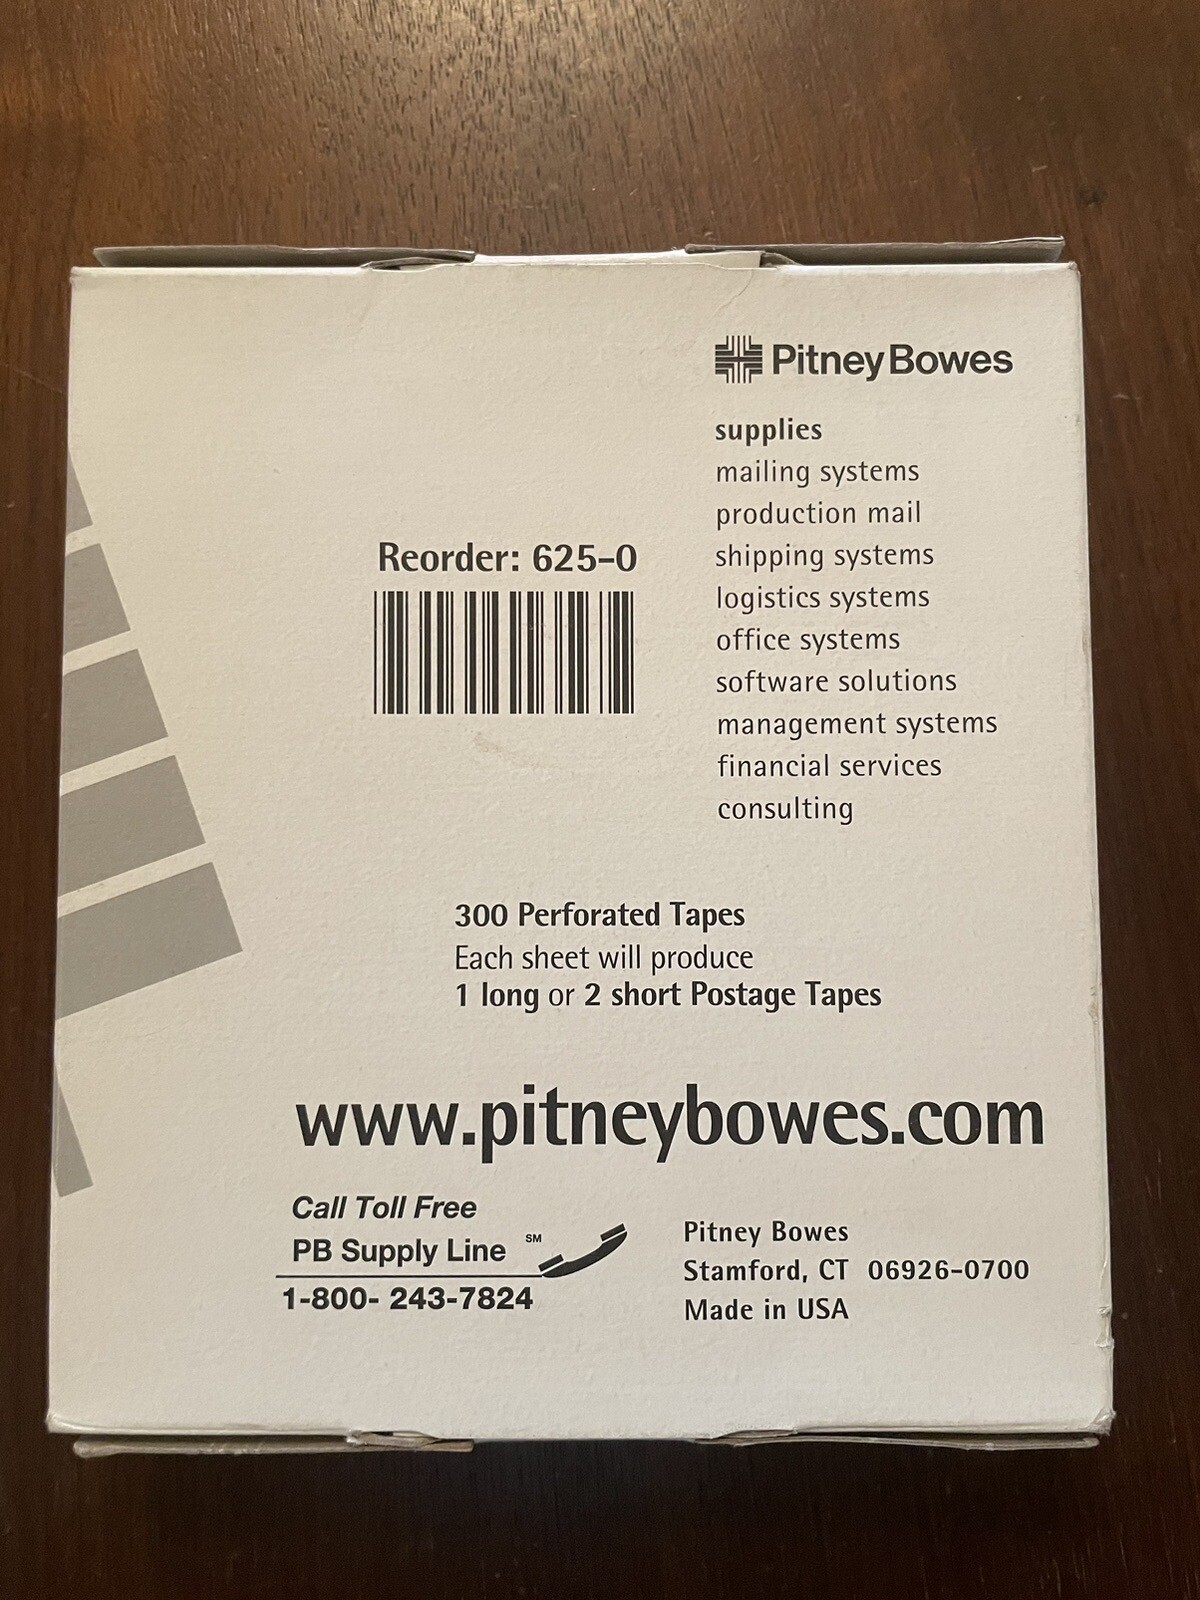 Pitney Bowes
supplies
mailing systems
production mail
shipping systems
logistics systems
office systems
software solutions
management systems
financial services
consulting
Reorder: 625-0
300 Perforated Tapes
Each sheet will produce
1 long or 2 short Postage Tapes
www.pitneybowes.com
Call Toll Free
PB Supply Line SM
1-800- 243-7824
Pitney Bowes
Stamford, CT 06926-0700
Made in USA